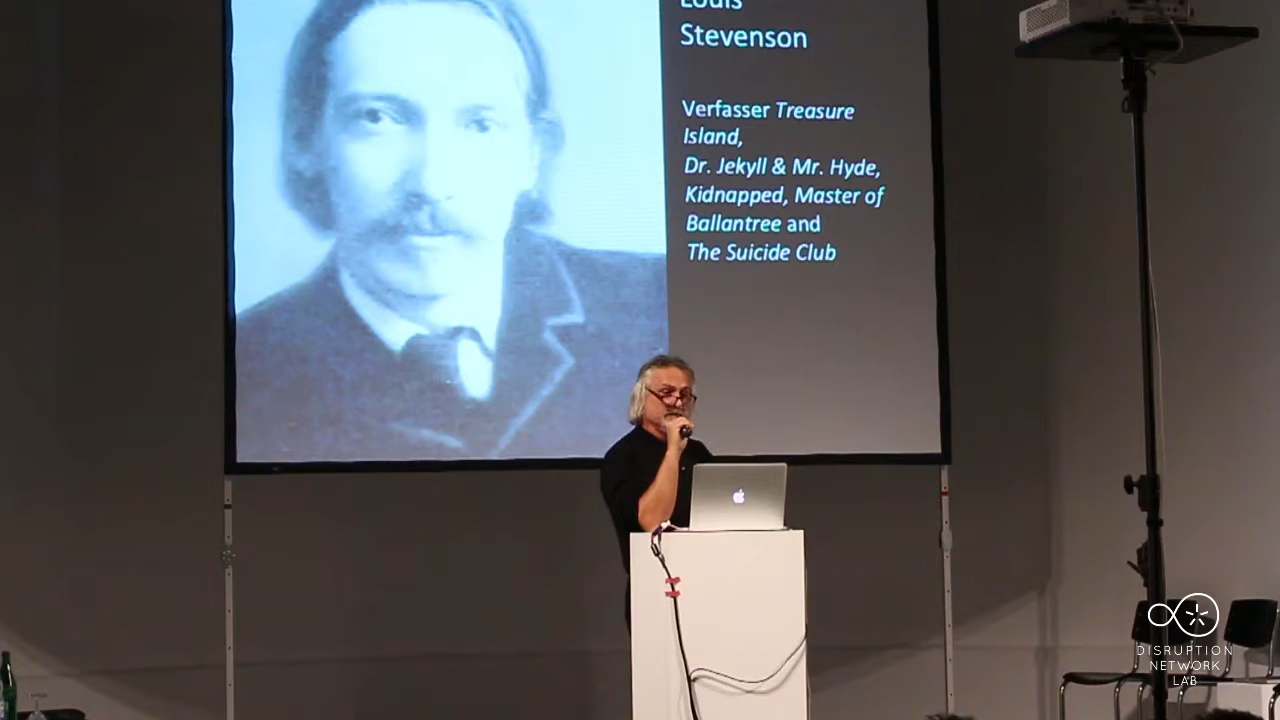 Louis
Stevenson
Verfasser Treasure
Island,
Dr. Jekyll & Mr. Hyde,
Kidnapped, Master of
Ballantree and
The Suicide Club
DISRUPTION
NETWORK
LAB